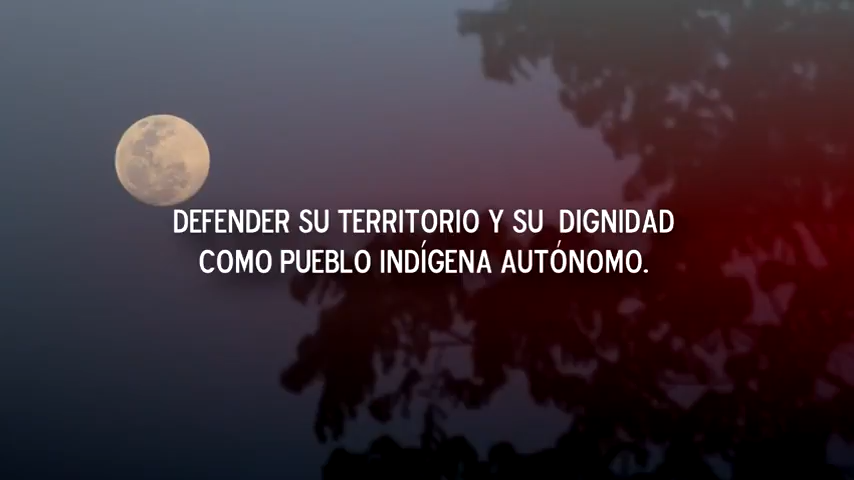 DEFENDER SU TERRITORIO Y SU DIGNIDAD
COMO PUEBLO INDÍGENA AUTÓNOMO.